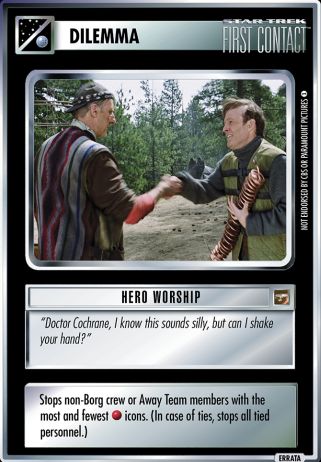 DILEMMA
STAR TREK
FIRST CONTACT
NOT ENDORSED BY CBS OR PARAMOUNT PICTURES
HERO WORSHIP
"Doctor Cochrane, I know this sounds silly, but can I shake
your hand?"
Stops non-Borg crew or Away Team members with the
most and fewest icons. (In case of ties, stops all tied
personnel.)
ERRATA